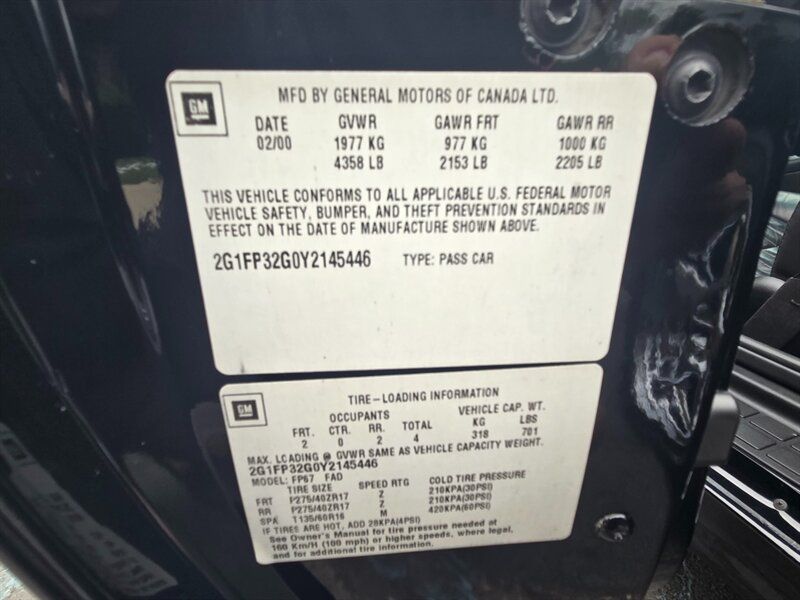 GM
MFD BY GENERAL MOTORS OF CANADA LTD.
DATE GVWR GAWR FRT GAWR RR
02/00 1977 KG 977 KG 1000 KG
4358 LB 2153 LB 2205 LB
THIS VEHICLE CONFORMS TO ALL APPLICABLE U.S. FEDERAL MOTOR
VEHICLE SAFETY, BUMPER, AND THEFT PREVENTION STANDARDS IN
EFFECT ON THE DATE OF MANUFACTURE SHOWN ABOVE.
2G1FP32G0Y2145446 TYPE: PASS CAR
GM
TIRE-LOADING INFORMATION
OCCUPANTS VEHICLE CAP. WT.
FRT. CTR. RR. TOTAL KG LBS
2 0 2 4 318 701
MAX. LOADING @ GVWR SAME AS VEHICLE CAPACITY WEIGHT.
2G1FP32G0Y2145446
MODEL: FP67 FAD
TIRE SIZE SPEED RTG COLD TIRE PRESSURE
FRT P275/40ZR17 Z 210KPA(30PSI)
RR P275/40ZR17 Z 210KPA(30PSI)
SPA T135/60R16 M 420KPA(60PSI)
IF TIRES ARE HOT, ADD 28KPA(4PSI)
See Owner's Manual for tire pressure needed at
160 Km/H (100 mph) or higher speeds, where legal,
and for additional tire information.